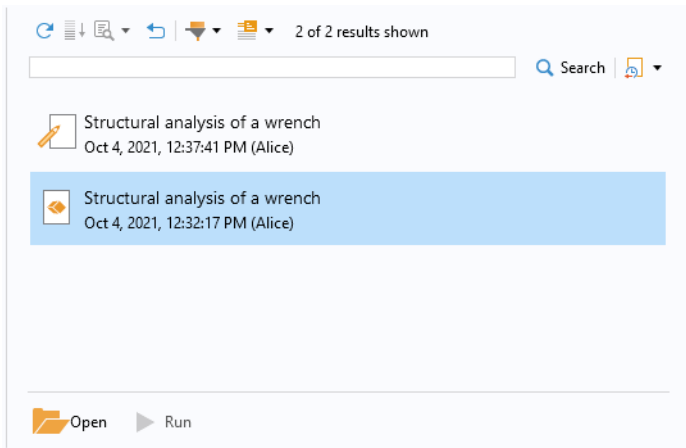 2 of 2 results shown
Search
Structural analysis of a wrench
Oct 4, 2021, 12:37:41 PM (Alice)
Structural analysis of a wrench
Oct 4, 2021, 12:32:17 PM (Alice)
Open Run